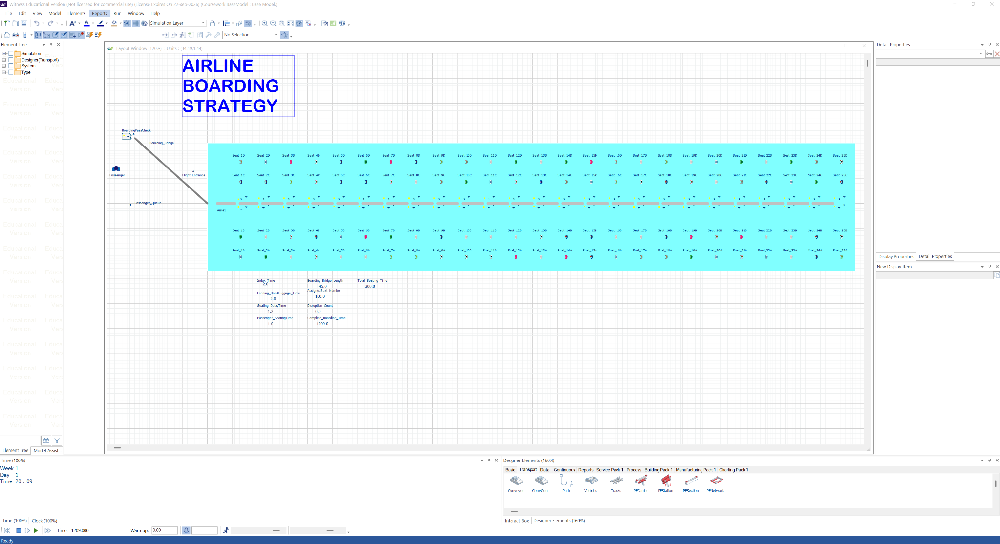 Witness Educational Version (Not licensed for commercial use) (License Expires On 22-sep-2026) (Coursework BaseModel : Base Model.)
File Edit View Model Elements Reports Run Window Help
Simulation Layer
No Selection
Element Tree
Simulation
Designer(Transport)
System
Type
Layout Window (120%) : Units : (34.19,1.44)
AIRLINE
BOARDING
STRATEGY
BoardingPassCheck
Boarding_Bridge
Passenger
Flight_Entrance
Passenger_Queue
Seat_1D Seat_2D Seat_3D Seat_4D Seat_5D Seat_6D Seat_7D Seat_8D Seat_9D Seat_10D Seat_11D Seat_12D Seat_13D Seat_14D Seat_15D Seat_16D Seat_17D Seat_18D Seat_19D Seat_20D Seat_21D Seat_22D Seat_23D Seat_24D Seat_25D
Seat_1C Seat_2C Seat_3C Seat_4C Seat_5C Seat_6C Seat_7C Seat_8C Seat_9C Seat_10C Seat_11C Seat_12C Seat_13C Seat_14C Seat_15C Seat_16C Seat_17C Seat_18C Seat_19C Seat_20C Seat_21C Seat_22C Seat_23C Seat_24C Seat_25C
Aisle1
Seat_1B Seat_2B Seat_3B Seat_4B Seat_5B Seat_6B Seat_7B Seat_8B Seat_9B Seat_10B Seat_11B Seat_12B Seat_13B Seat_14B Seat_15B Seat_16B Seat_17B Seat_18B Seat_19B Seat_20B Seat_21B Seat_22B Seat_23B Seat_24B Seat_25B
Seat_1A Seat_2A Seat_3A Seat_4A Seat_5A Seat_6A Seat_7A Seat_8A Seat_9A Seat_10A Seat_11A Seat_12A Seat_13A Seat_14A Seat_15A Seat_16A Seat_17A Seat_18A Seat_19A Seat_20A Seat_21A Seat_22A Seat_23A Seat_24A Seat_25A
Index_Time Boarding_Bridge_Length Total_Seating_Time
2.0 45.0 300.0
Loading_HandLuggage_Time AssignedSeat_Number
2.0 100.0
Seating_DelayTime Disruption_Count
1.2 0.0
Passenger_SeatingTime Complete_Boarding_Time
1.0 1209.0
Detail Properties
Display Properties Detail Properties
New Display Item
Element Tree Model Assist...
Time (100%)
Week 1
Day 1
Time 20 : 09
Time (100%) Clock (100%)
Designer Elements (160%)
Basic Transport Data Continuous Reports Service Pack 1 Process Building Pack 1 Manufacturing Pack 1 Charting Pack 1
Conveyor ConvCont Path Vehicles Tracks PFCarrier PFStation PFSection PFNetwork
Interact Box Designer Elements (160%)
Time: 1209.000 Warmup: 0.00
Ready